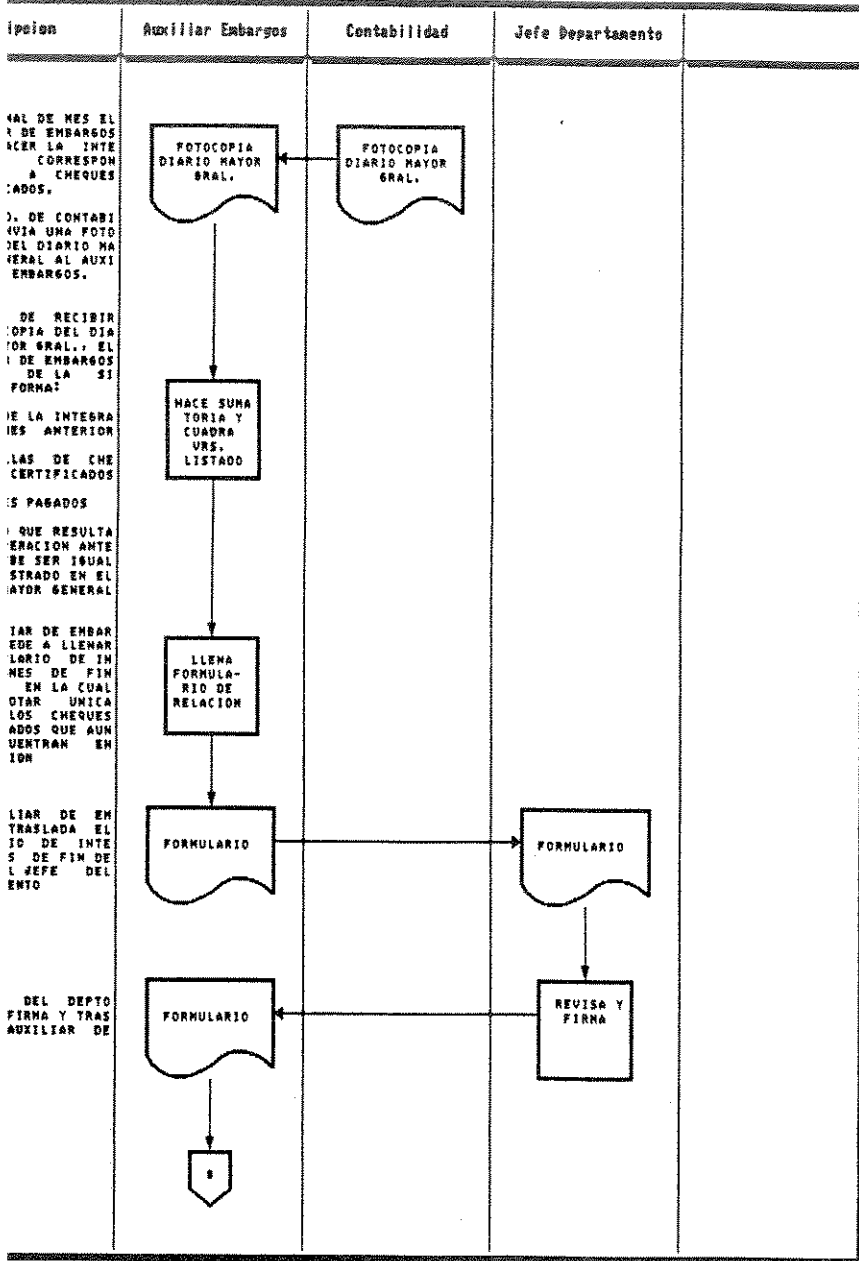 ipcion
Auxiliar Embargos
Contabilidad
Jefe Departamento
NAL DE MES EL
R DE EMBARGOS
ACER LA INTE
CORRESPON
A CHEQUES
CADOS.
O. DE CONTABI
NVIA UNA FOTO
DEL DIARIO MA
NERAL AL AUXI
EMBARGOS.
DE RECIBIR
COPIA DEL DIA
YOR GRAL., EL
R DE EMBARGOS
DE LA SI
FORMA:
DE LA INTEGRA
MES ANTERIOR
LLAS DE CHE
CERTIFICADOS
ES PAGADOS
QUE RESULTA
ERACION ANTE
BE SER IGUAL
STRADO EN EL
MAYOR GENERAL
IAR DE EMBAR
EDE A LLENAR
LARIO DE IN
NES DE FIN
EN LA CUAL
OTAR UNICA
LOS CHEQUES
ADOS QUE AUN
UENTRAN EN
ION
LIAR DE EM
TRASLADA EL
IO DE INTE
S DE FIN DE
L JEFE DEL
ENTO
DEL DEPTO
FIRMA Y TRAS
AUXILIAR DE
FOTOCOPIA
DIARIO MAYOR
GRAL.
FOTOCOPIA
DIARIO MAYOR
GRAL.
HACE SUMA
TORIA Y
CUADRA
VRS.
LISTADO
LLENA
FORMULA-
RIO DE
RELACION
FORMULARIO
FORMULARIO
FORMULARIO
REVISA Y
FIRMA